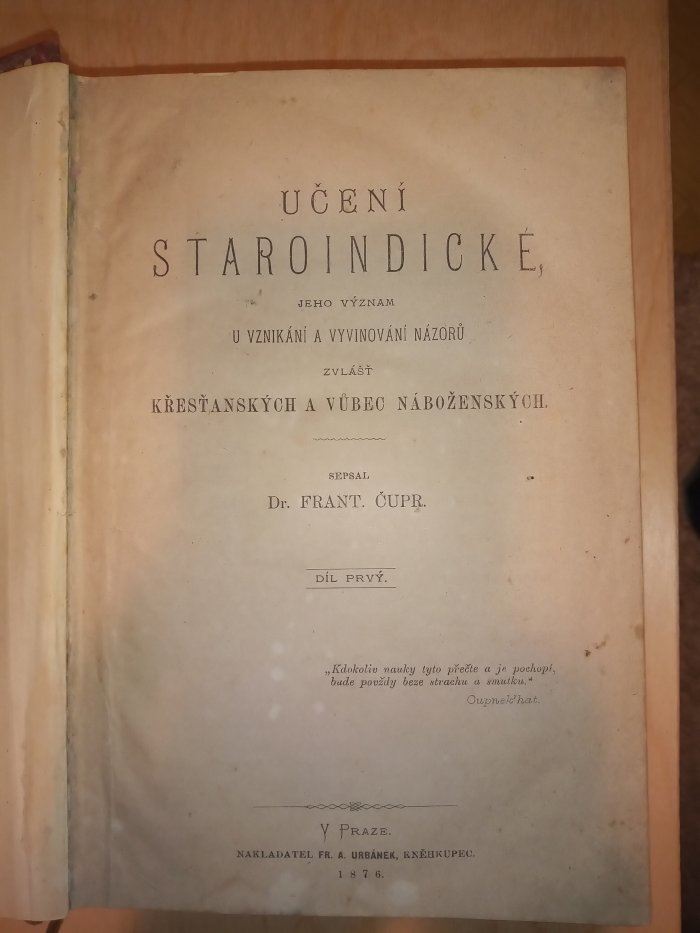 UČENÍ
STAROINDICKÉ,
JEHO VÝZNAM
U VZNIKÁNÍ A VYVINOVÁNÍ NÁZORŮ
ZVLÁŠŤ
KŘESŤANSKÝCH A VŮBEC NÁBOŽENSKÝCH.
SEPSAL
Dr. FRANT. ČUPR.
DÍL PRVÝ.
„Kdokoliv nauky tyto přečte a je pochopí,
bude povždy beze strachu a smutku.“
Oupnek'hat.
V PRAZE.
NAKLADATEL FR. A. URBÁNEK, KNĚHKUPEC.
1876.